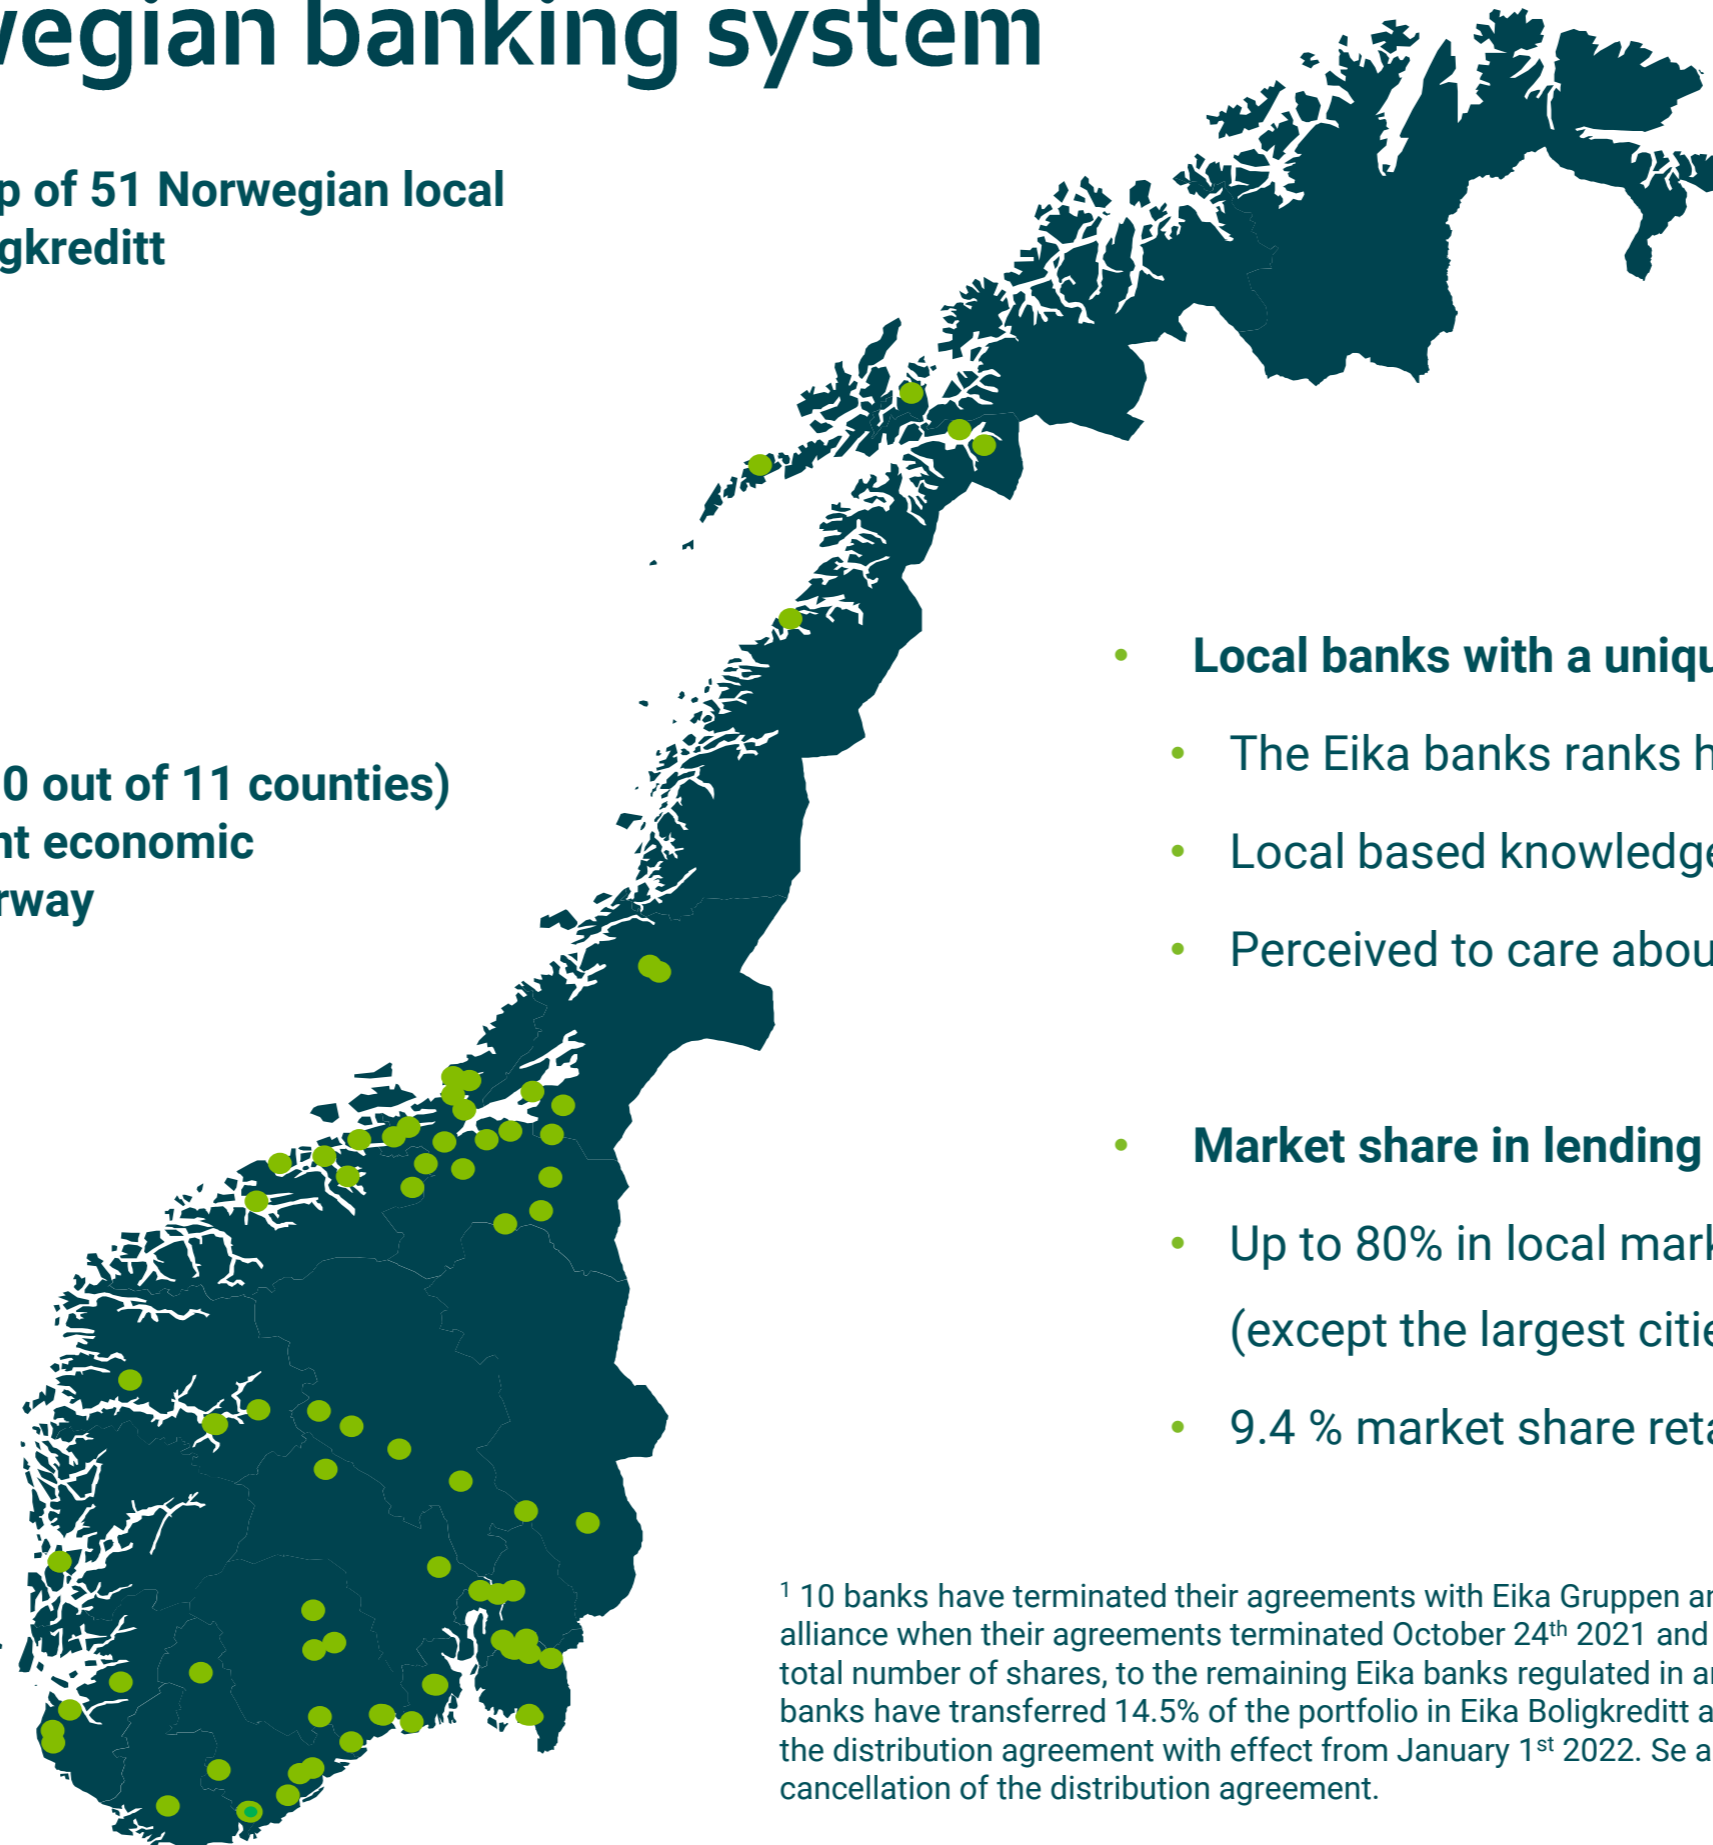 wegian banking system
p of 51 Norwegian local
gkreditt
0 out of 11 counties)
nt economic
rway
• Local banks with a uniqu
• The Eika banks ranks h
• Local based knowledge
• Perceived to care abou
• Market share in lending
• Up to 80% in local mark
(except the largest citie
• 9.4 % market share reta
¹ 10 banks have terminated their agreements with Eika Gruppen an
alliance when their agreements terminated October 24th 2021 and
total number of shares, to the remaining Eika banks regulated in an
banks have transferred 14.5% of the portfolio in Eika Boligkreditt a
the distribution agreement with effect from January 1st 2022. Se a
cancellation of the distribution agreement.